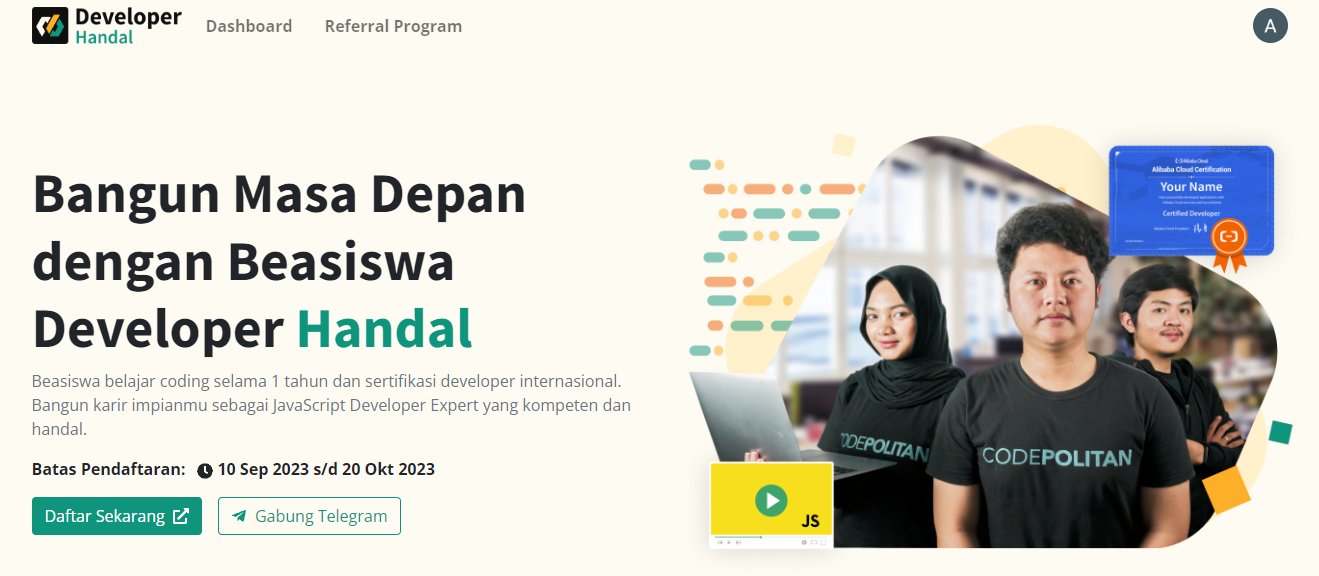 Developer
Handal
Dashboard
Referral Program
A
Bangun Masa Depan
dengan Beasiswa
Developer Handal
Beasiswa belajar coding selama 1 tahun dan sertifikasi developer internasional.
Bangun karir impianmu sebagai JavaScript Developer Expert yang kompeten dan
handal.
Batas Pendaftaran: 10 Sep 2023 s/d 20 Okt 2023
Daftar Sekarang
Gabung Telegram
Alibaba Cloud
Alibaba Cloud Certification
Your Name
Certified Developer
CODEPOLITAN
CODEPOLITAN
JS